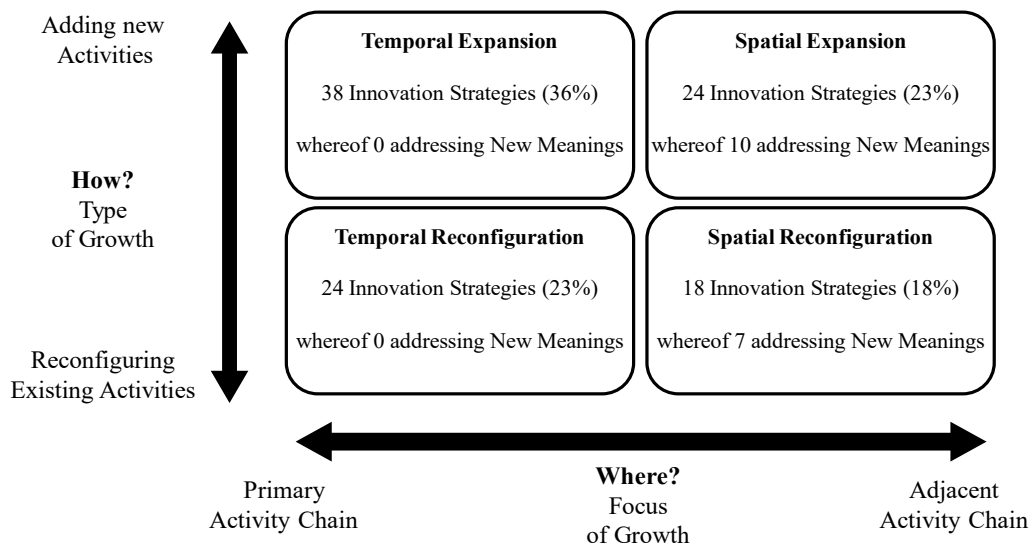 Adding new
Activities
How?
Type
of Growth
Reconfiguring
Existing Activities
Temporal Expansion
38 Innovation Strategies (36%)
whereof 0 addressing New Meanings
Spatial Expansion
24 Innovation Strategies (23%)
whereof 10 addressing New Meanings
Temporal Reconfiguration
24 Innovation Strategies (23%)
whereof 0 addressing New Meanings
Spatial Reconfiguration
18 Innovation Strategies (18%)
whereof 7 addressing New Meanings
Primary
Activity Chain
Where?
Focus
of Growth
Adjacent
Activity Chain